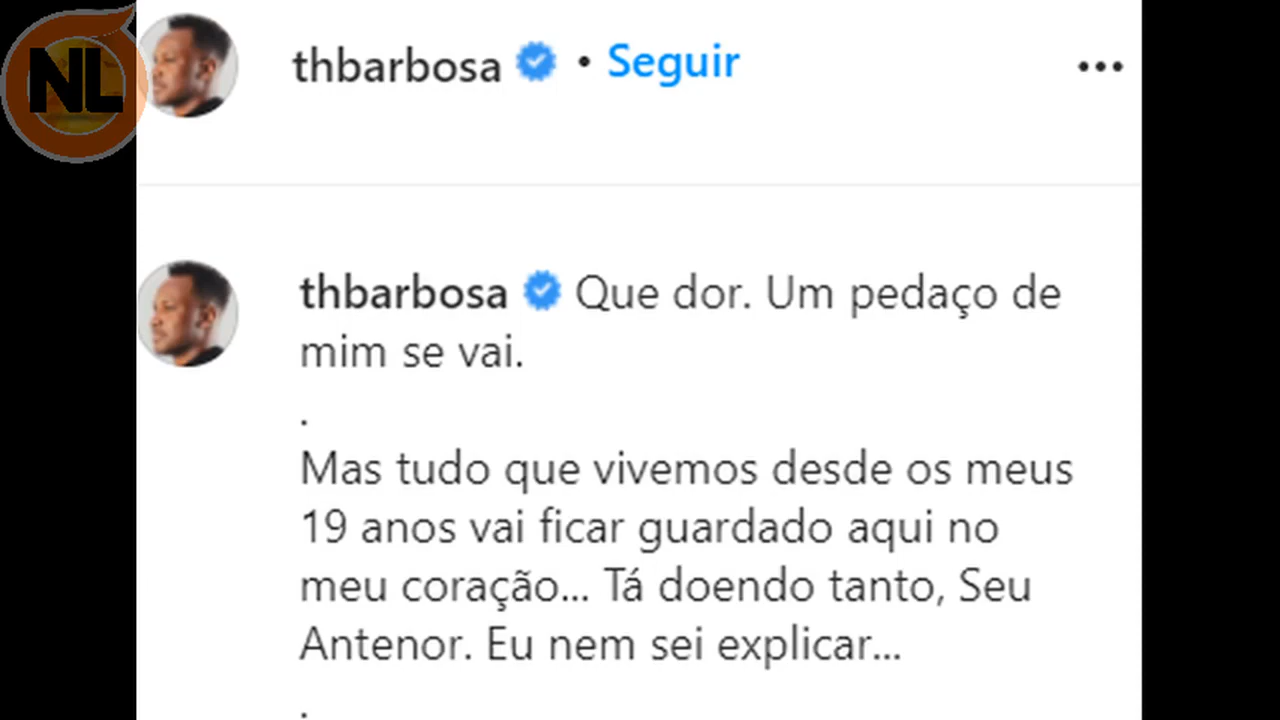 NL
thbarbosa • Seguir
thbarbosa Que dor. Um pedaço de
mim se vai.
.
Mas tudo que vivemos desde os meus
19 anos vai ficar guardado aqui no
meu coração... Tá doendo tanto, Seu
Antenor. Eu nem sei explicar...
.